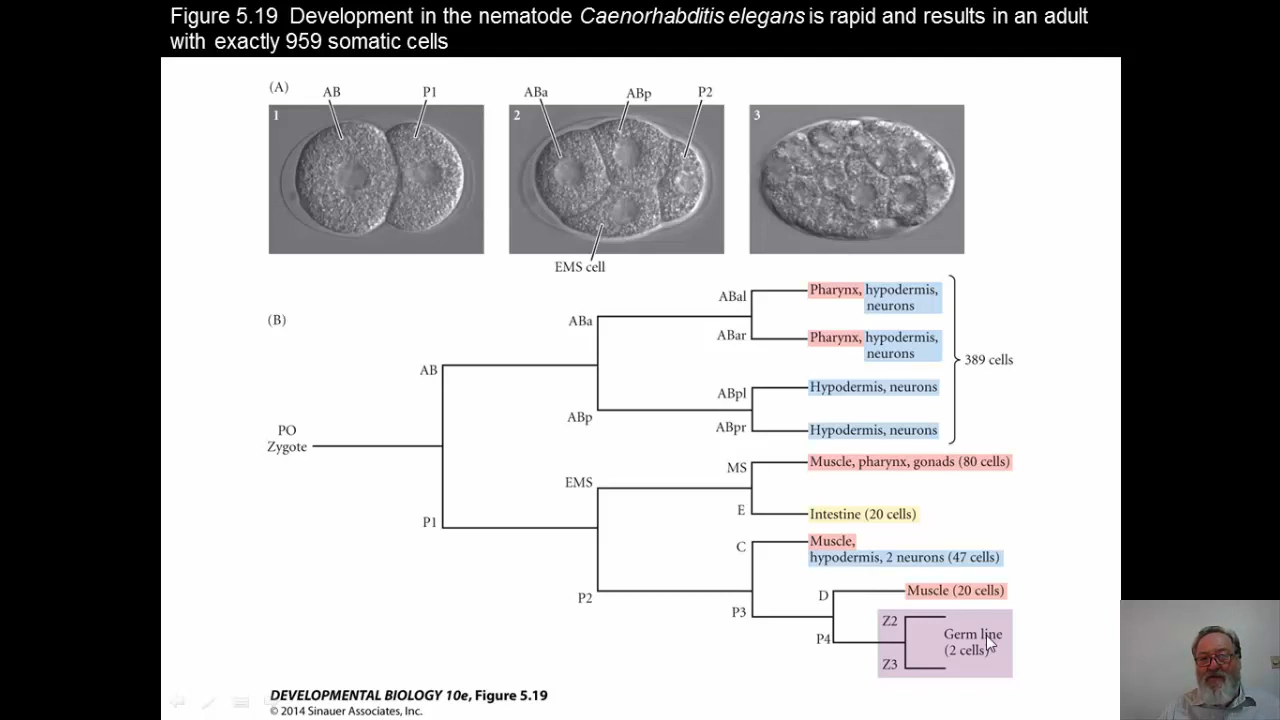 Figure 5.19 Development in the nematode Caenorhabditis elegans is rapid and results in an adult
with exactly 959 somatic cells
(A)
AB
P1
ABa
ABp
P2
1
2
3
EMS cell
(B)
ABal
Pharynx, hypodermis,
neurons
ABa
ABar
Pharynx, hypodermis,
neurons
389 cells
AB
ABpl
Hypodermis, neurons
ABp
ABpr
Hypodermis, neurons
PO
Zygote
MS
Muscle, pharynx, gonads (80 cells)
EMS
E
Intestine (20 cells)
P1
C
Muscle,
hypodermis, 2 neurons (47 cells)
P2
D
Muscle (20 cells)
P3
Z2
P4
Germ line
(2 cells)
Z3
DEVELOPMENTAL BIOLOGY 10e, Figure 5.19
© 2014 Sinauer Associates, Inc.